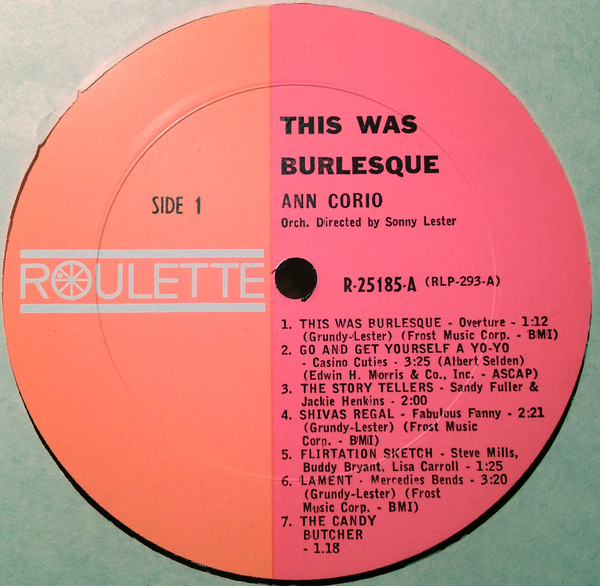 THIS WAS
BURLESQUE
ANN CORIO
Orch. Directed by Sonny Lester
SIDE 1
ROULETTE
R-25185-A (RLP-293-A)
1. THIS WAS BURLESQUE - Overture - 1:12
(Grundy-Lester) (Frost Music Corp. - BMI)
2. GO AND GET YOURSELF A YO-YO
- Casino Cuties - 3:25 (Albert Selden)
(Edwin H. Morris & Co., Inc. - ASCAP)
3. THE STORY TELLERS - Sandy Fuller &
Jackie Henkins - 2:00
4. SHIVAS REGAL - Fabulous Fanny - 2:21
(Grundy-Lester) (Frost Music
Corp. - BMI)
5. FLIRTATION SKETCH - Steve Mills,
Buddy Bryant, Lisa Carroll - 1:25
6. LAMENT - Mercedies Bends - 3:20
(Grundy-Lester) (Frost
Music Corp. - BMI)
7. THE CANDY
BUTCHER
- 1.18